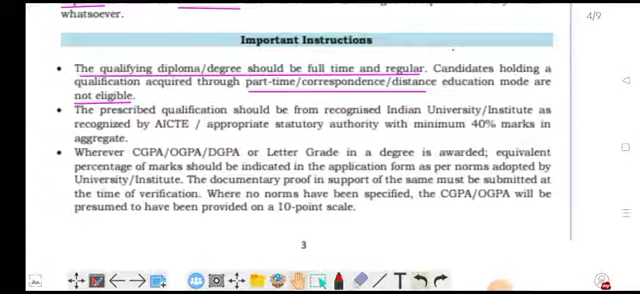 whatsoever.
4/9
Important Instructions
• The qualifying diploma/degree should be full time and regular. Candidates holding a
qualification acquired through part-time/correspondence/distance education mode are
not eligible.
• The prescribed qualification should be from recognised Indian University/Institute as
recognized by AICTE / appropriate statutory authority with minimum 40% marks in
aggregate.
• Wherever CGPA/OGPA/DGPA or Letter Grade in a degree is awarded; equivalent
percentage of marks should be indicated in the application form as per norms adopted by
University/Institute. The documentary proof in support of the same must be submitted at
the time of verification. Where no norms have been specified, the CGPA/OGPA will be
presumed to have been provided on a 10-point scale.
3
T